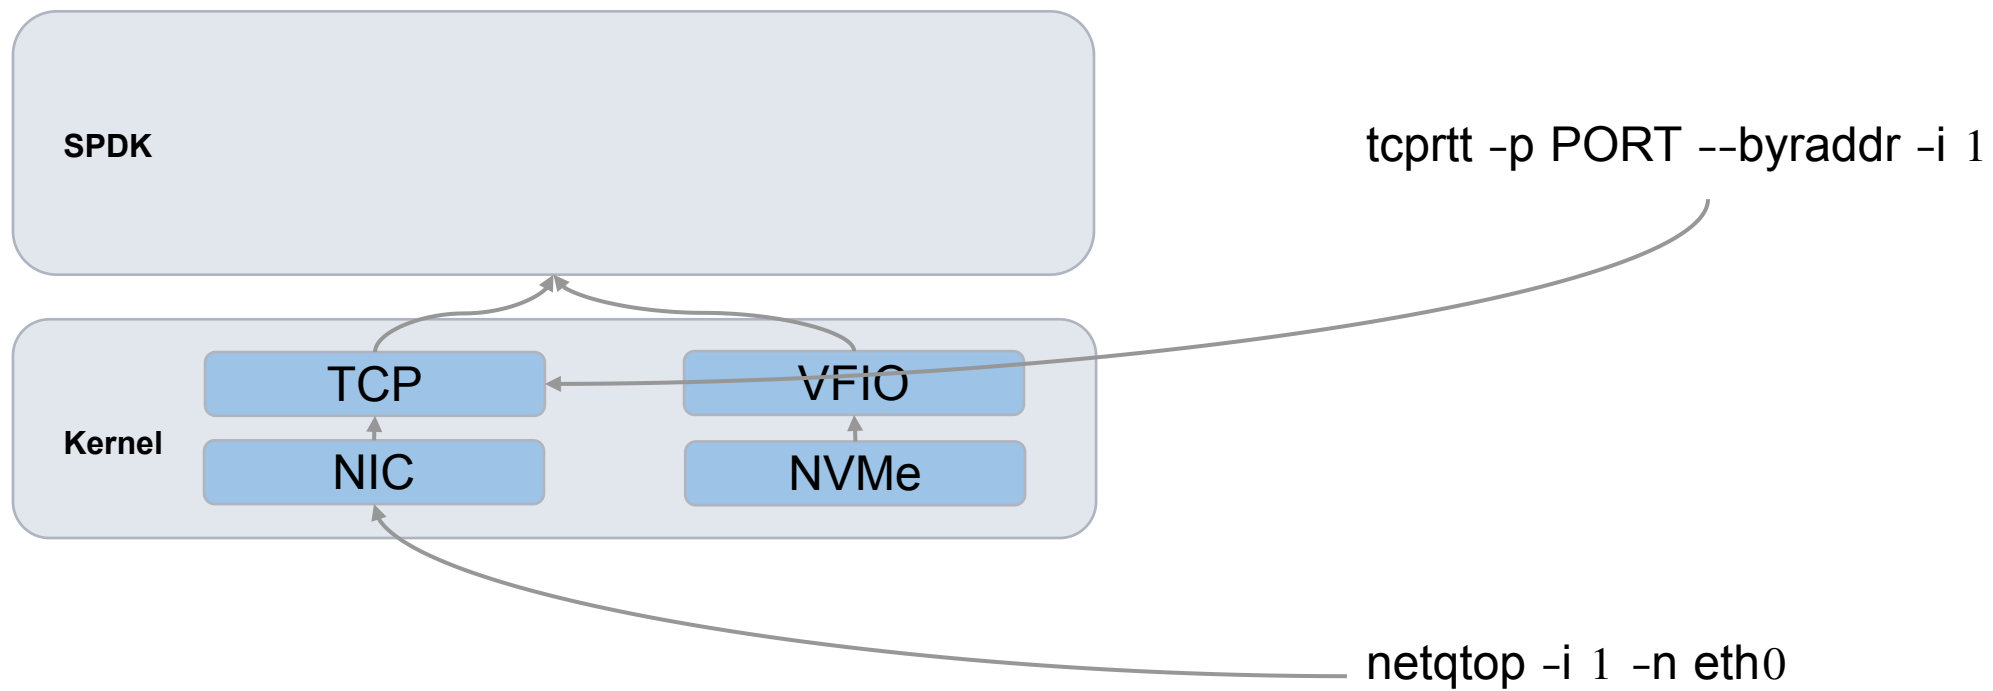 SPDK
tcprtt -p PORT --byraddr -i 1
TCP
VFIO
Kernel
NIC
NVMe
netqtop -i 1 -n eth0